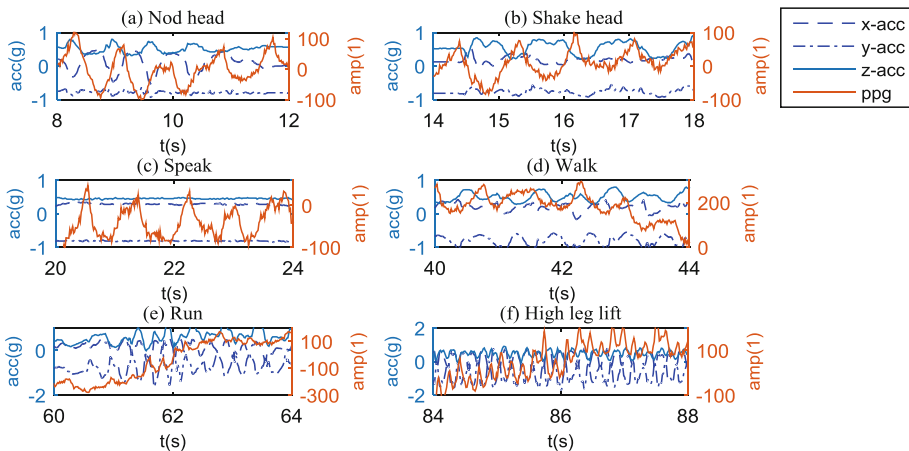 (a) Nod head
acc(g)
1
0
-1
100
0
-100
amp(1)
8
10
12
t(s)
(b) Shake head
acc(g)
1
0
-1
100
0
-100
amp(1)
14
15
16
17
18
t(s)
x-acc
y-acc
z-acc
ppg
(c) Speak
acc(g)
1
0
-1
0
-100
amp(1)
20
22
24
t(s)
(d) Walk
acc(g)
1
0
-1
200
0
amp(1)
40
42
44
t(s)
(e) Run
acc(g)
0
-2
100
-100
-300
amp(1)
60
62
64
t(s)
(f) High leg lift
acc(g)
2
0
-2
100
-100
amp(1)
84
86
88
t(s)